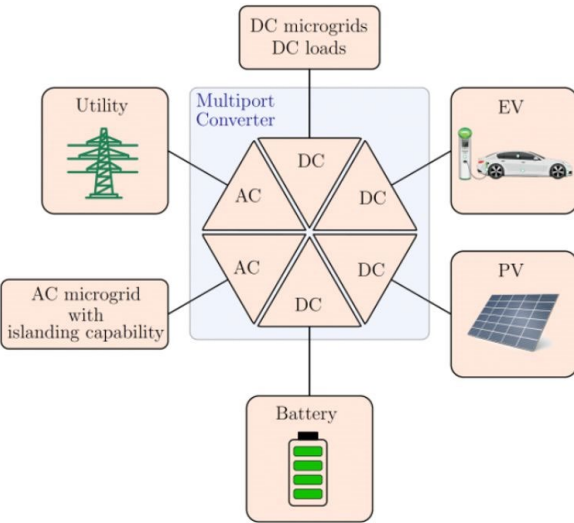 DC microgrids
DC loads
Utility
Multiport
Converter
EV
DC
AC
DC
AC
DC
DC
AC microgrid
with
islanding capability
PV
Battery